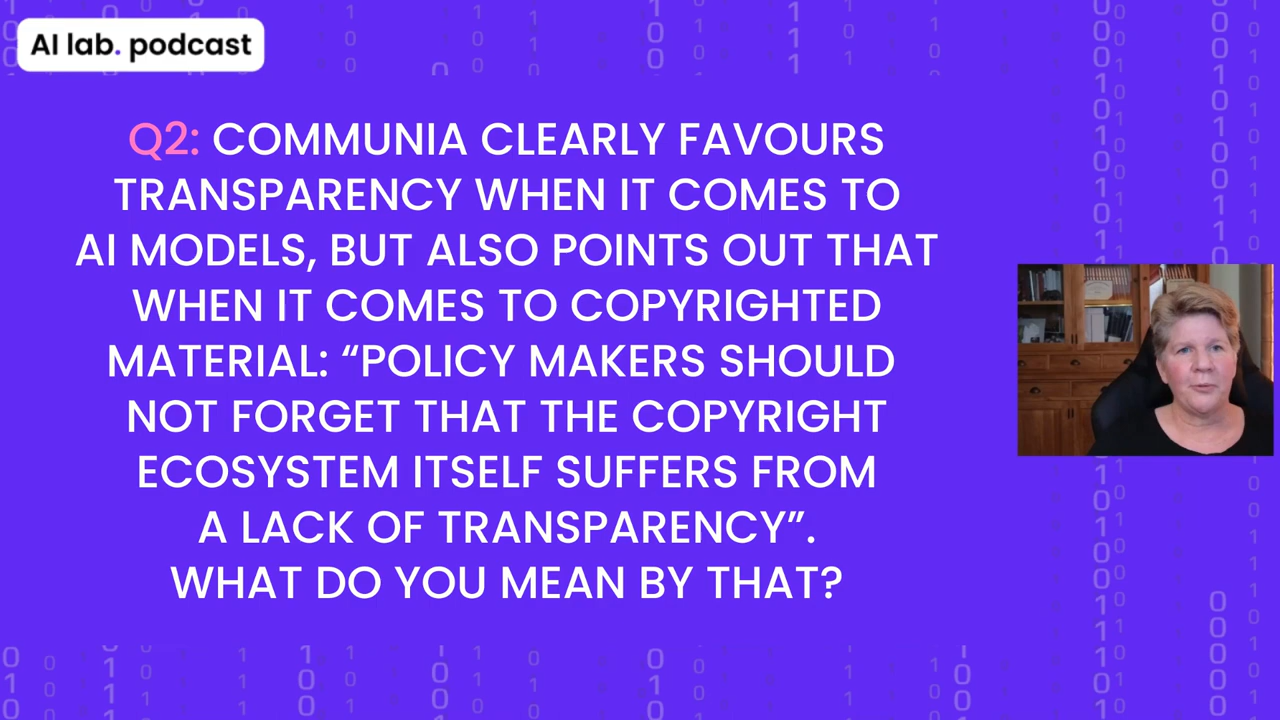 AI lab. podcast
Q2: COMMUNIA CLEARLY FAVOURS
TRANSPARENCY WHEN IT COMES TO
AI MODELS, BUT ALSO POINTS OUT THAT
WHEN IT COMES TO COPYRIGHTED
MATERIAL: “POLICY MAKERS SHOULD
NOT FORGET THAT THE COPYRIGHT
ECOSYSTEM ITSELF SUFFERS FROM
A LACK OF TRANSPARENCY”.
WHAT DO YOU MEAN BY THAT?